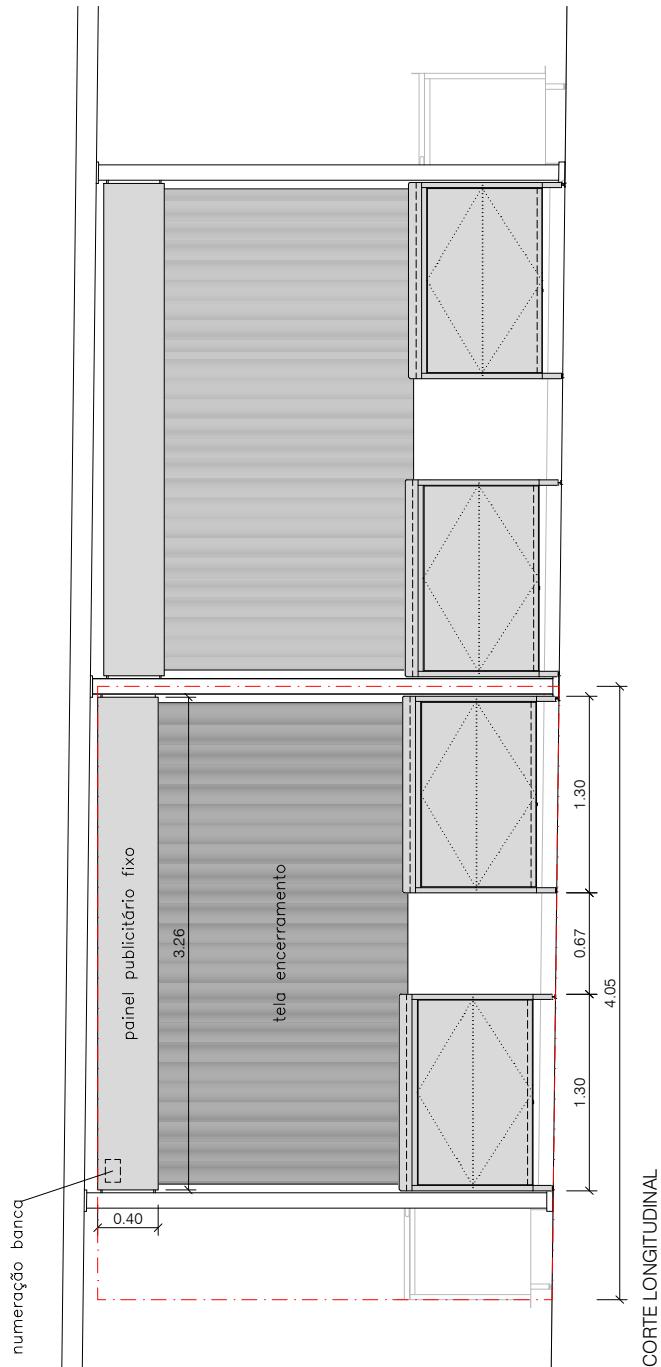 numeração banca
painel publicitário fixo
0.40
3.26
tela encerramento
1.30
0.67
1.30
4.05
CORTE LONGITUDINAL